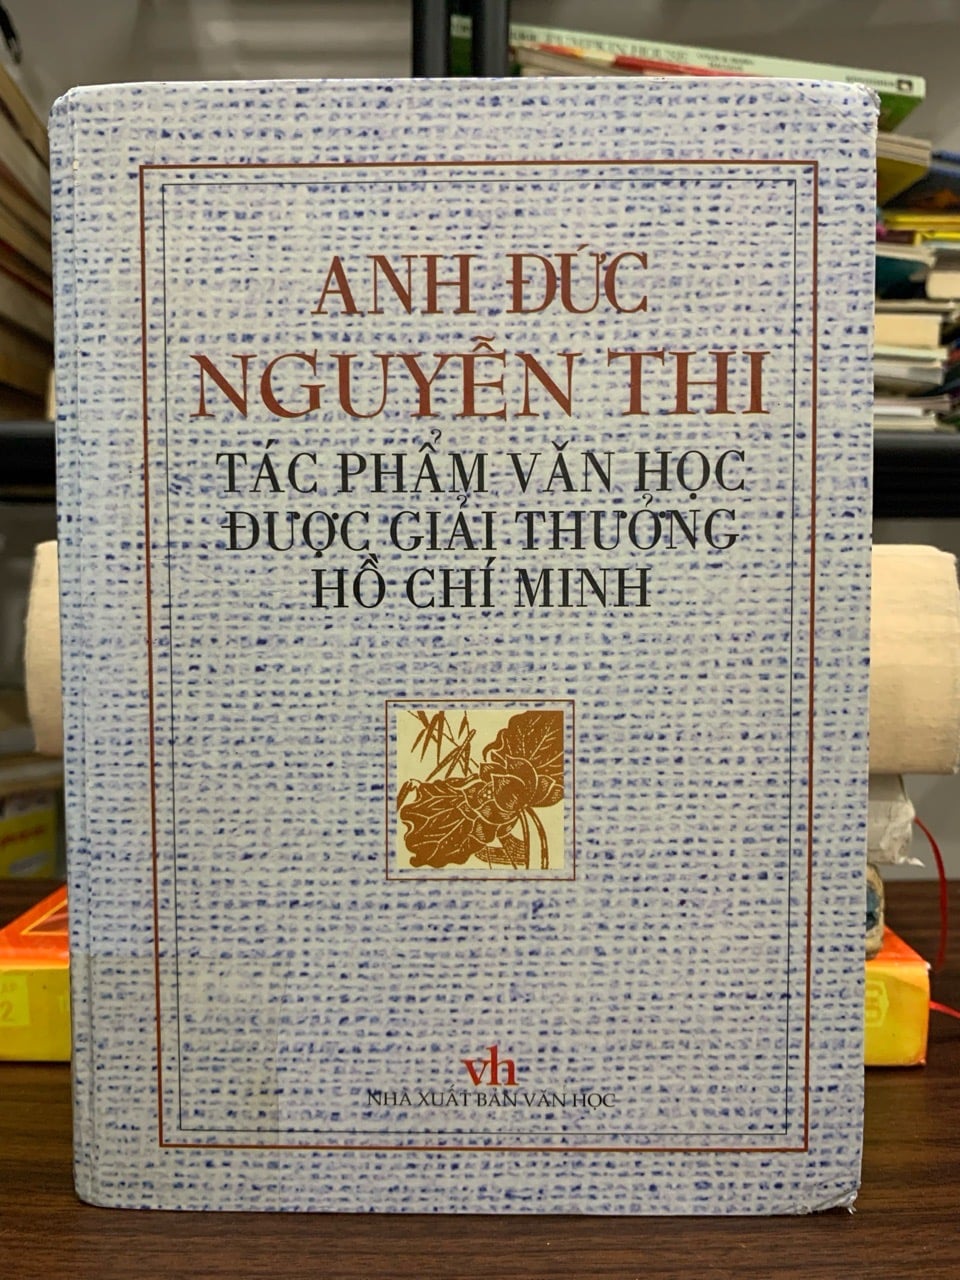 ANH ĐỨC
NGUYỄN THI
TÁC PHẨM VĂN HỌC
ĐƯỢC GIẢI THƯỞNG
HỒ CHÍ MINH
vh
NHÀ XUẤT BẢN VĂN HỌC